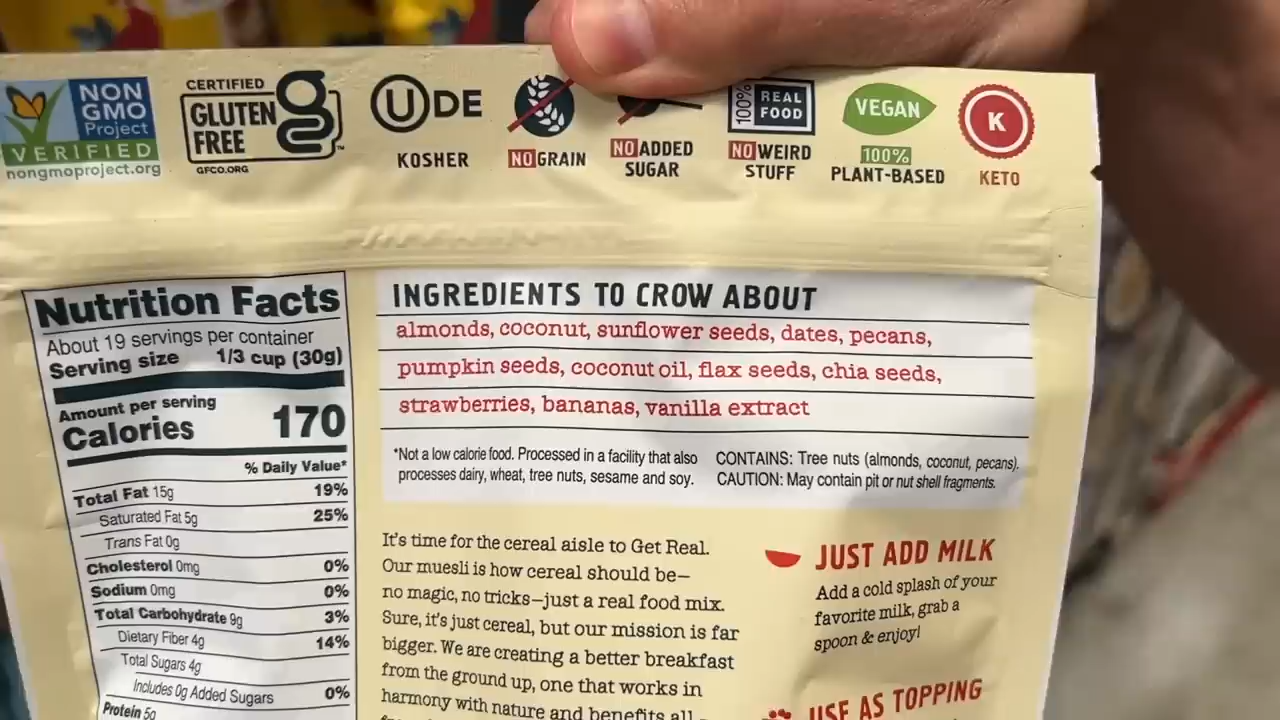 NON
GMO
Project
VERIFIED
nongmoproject.org
CERTIFIED
GLUTEN
FREE
g
GFCO.ORG
U DE
KOSHER
NO GRAIN
NO ADDED
SUGAR
100%
REAL
FOOD
NO WEIRD
STUFF
VEGAN
100%
PLANT-BASED
K
KETO
Nutrition Facts
About 19 servings per container
Serving size 1/3 cup (30g)
Amount per serving
Calories 170
% Daily Value*
Total Fat 15g 19%
Saturated Fat 5g 25%
Trans Fat 0g
Cholesterol 0mg 0%
Sodium 0mg 0%
Total Carbohydrate 9g 3%
Dietary Fiber 4g 14%
Total Sugars 4g
Includes 0g Added Sugars 0%
Protein 5g
INGREDIENTS TO CROW ABOUT
almonds, coconut, sunflower seeds, dates, pecans,
pumpkin seeds, coconut oil, flax seeds, chia seeds,
strawberries, bananas, vanilla extract
*Not a low calorie food. Processed in a facility that also
processes dairy, wheat, tree nuts, sesame and soy.
CONTAINS: Tree nuts (almonds, coconut, pecans).
CAUTION: May contain pit or nut shell fragments.
It's time for the cereal aisle to Get Real.
Our muesli is how cereal should be—
no magic, no tricks—just a real food mix.
Sure, it's just cereal, but our mission is far
bigger. We are creating a better breakfast
from the ground up, one that works in
harmony with nature and benefits all
JUST ADD MILK
Add a cold splash of your
favorite milk, grab a
spoon & enjoy!
USE AS TOPPING